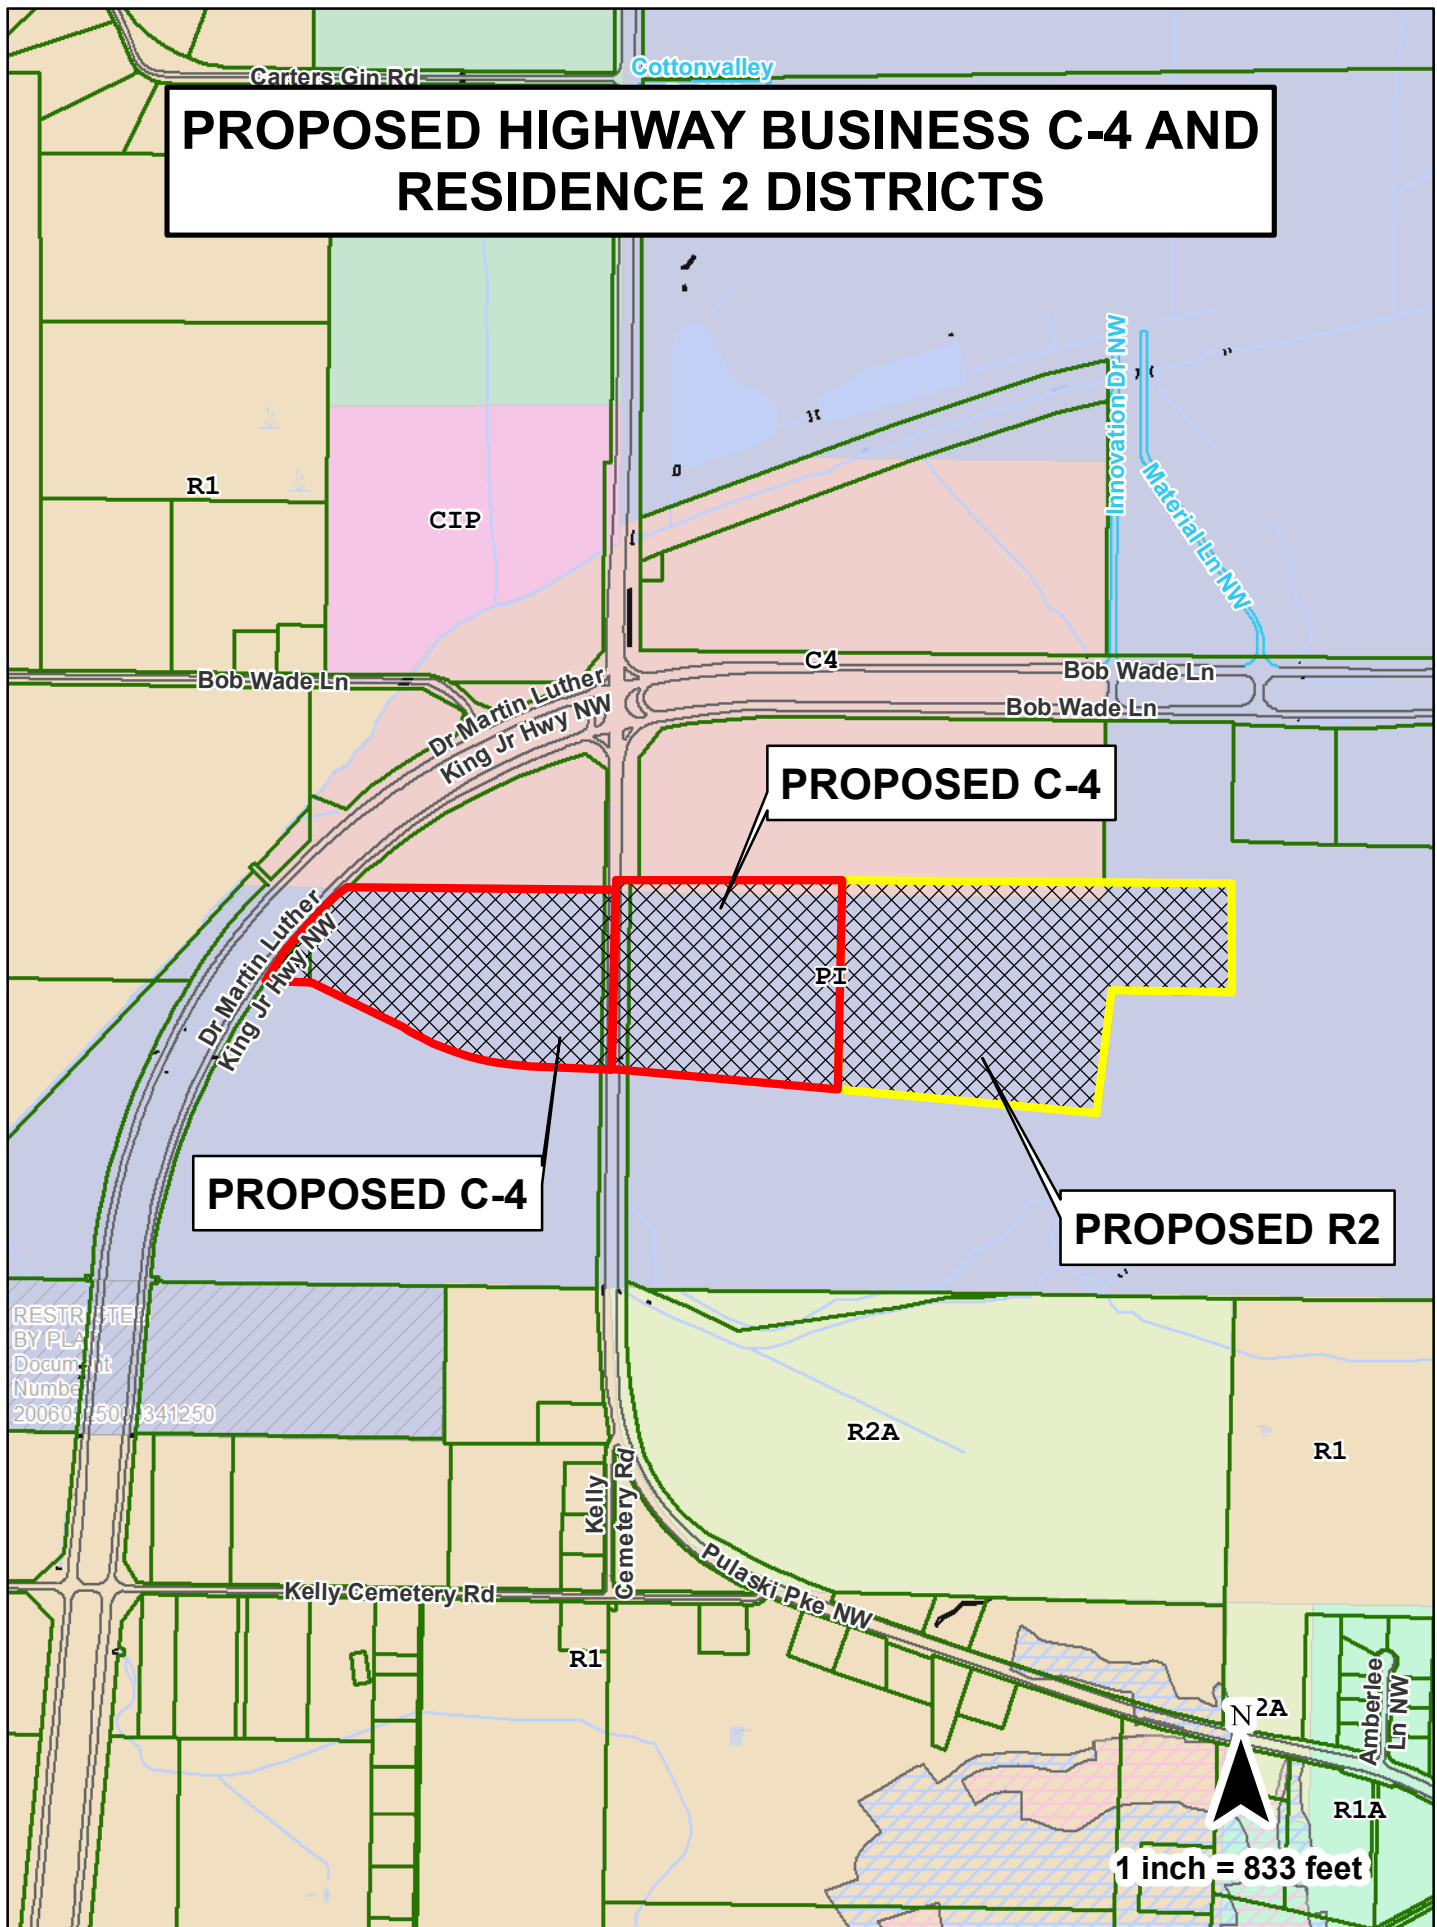 Carters Gin Rd
Cottonvalley
PROPOSED HIGHWAY BUSINESS C-4 AND
RESIDENCE 2 DISTRICTS
Innovation Dr NW
Material Ln NW
R1
CIP
Bob Wade Ln
Dr Martin Luther
King Jr Hwy NW
C4
Bob Wade Ln
Bob Wade Ln
PROPOSED C-4
Dr Martin Luther
King Jr Hwy NW
PI
PROPOSED C-4
PROPOSED R2
BY
Document
R2A
R1
Kelly
Cemetery Rd
Kelly Cemetery Rd
Pulaski Pke NW
R1
N
2A
Amberlee
Ln NW
R1A
1 inch = 833 feet